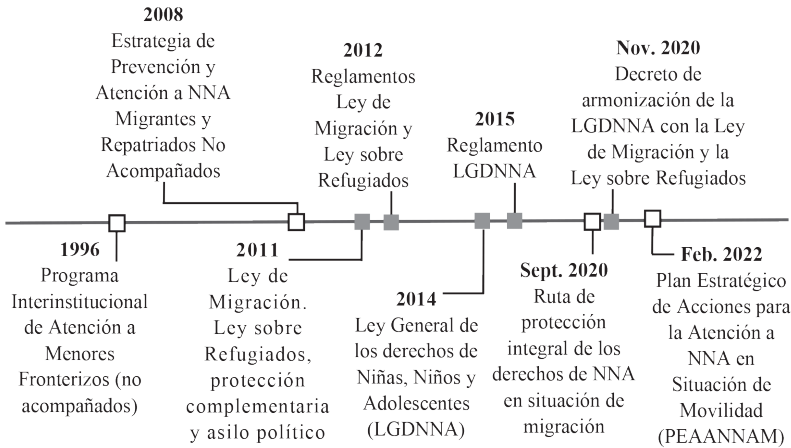 2008
Estrategia de
Prevención y
Atención a NNA
Migrantes y
Repatriados No
Acompañados
2012
Reglamentos
Ley de
Migración y
Ley sobre
Refugiados
2015
Reglamento
LGDNNA
Nov. 2020
Decreto de
armonización de la
LGDNNA con la Ley
de Migración y la
Ley sobre Refugiados
1996
Programa
Interinstitucional
de Atención a
Menores
Fronterizos (no
acompañados)
2011
Ley de
Migración.
Ley sobre
Refugiados,
protección
complementaria
y asilo político
2014
Ley General de
los derechos de
Niñas, Niños y
Adolescentes
(LGDNNA)
Sept. 2020
Ruta de
protección
integral de los
derechos de NNA
en situación de
migración
Feb. 2022
Plan Estratégico
de Acciones para
la Atención a
NNA en
Situación de
Movilidad
(PEAANNAM)